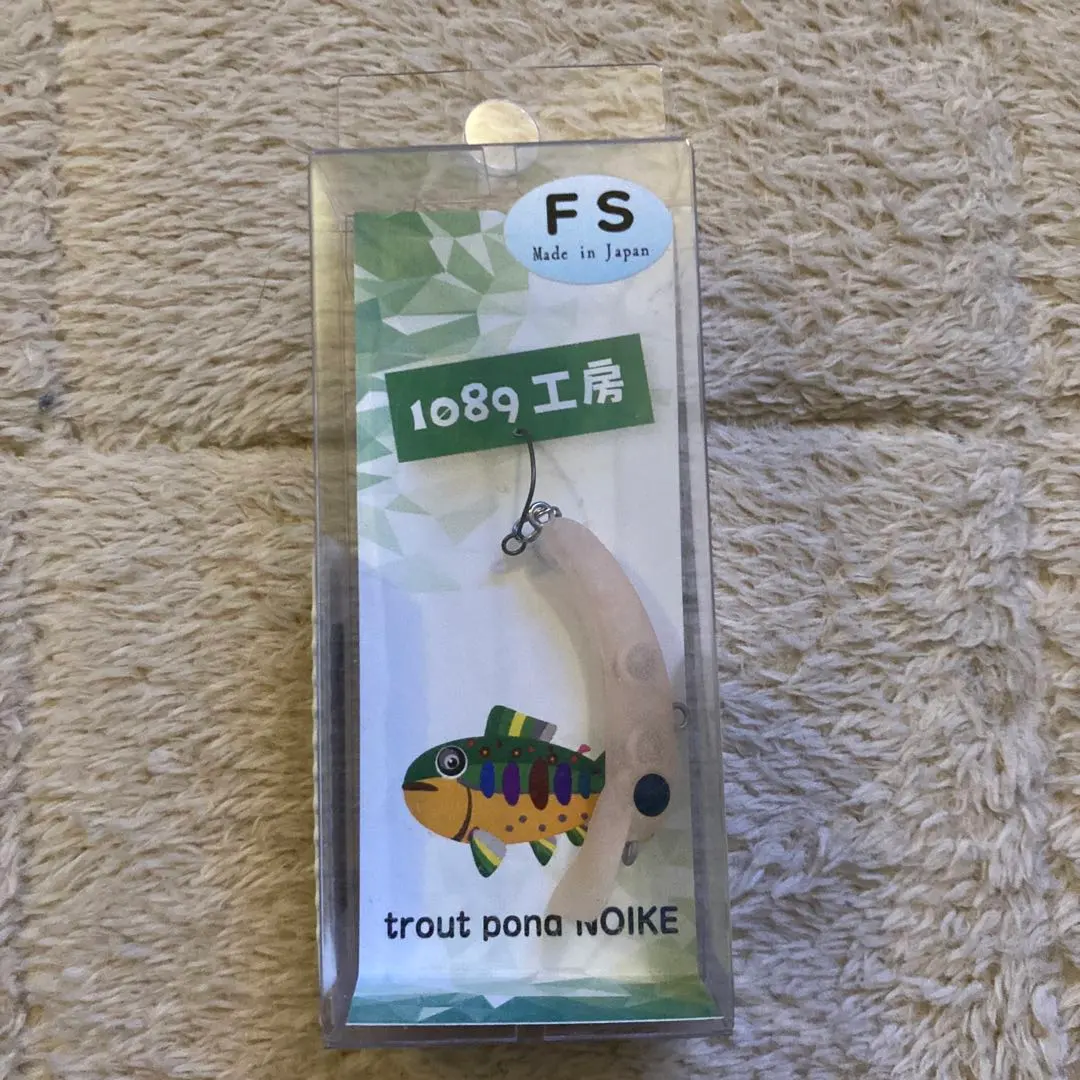 FS
Made in Japan
1089工房
trout pond NOIKE